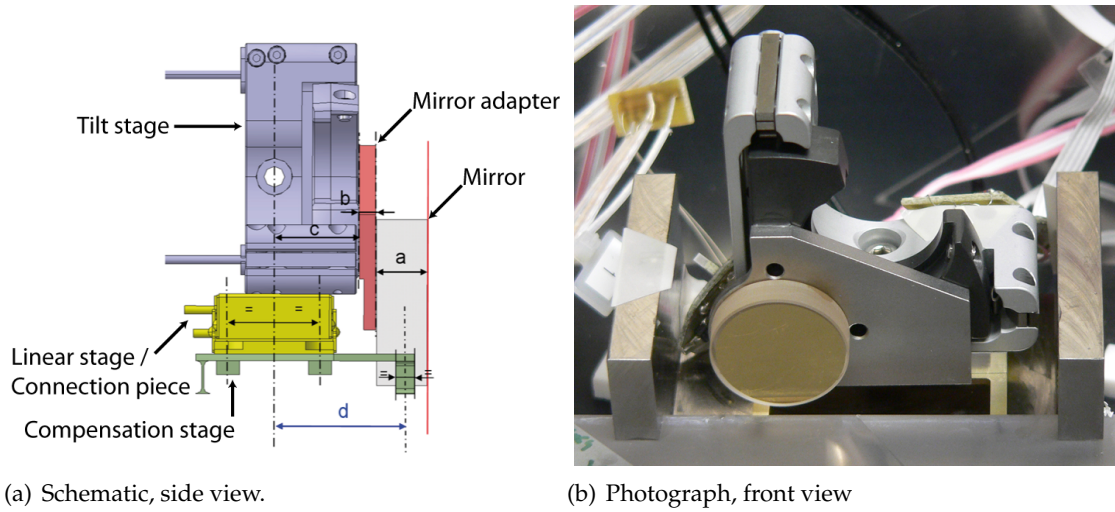 Tilt stage
Mirror adapter
Mirror
b
c
a
=
=
Linear stage /
Connection piece
=
=
Compensation stage
d
(a) Schematic, side view.
(b) Photograph, front view